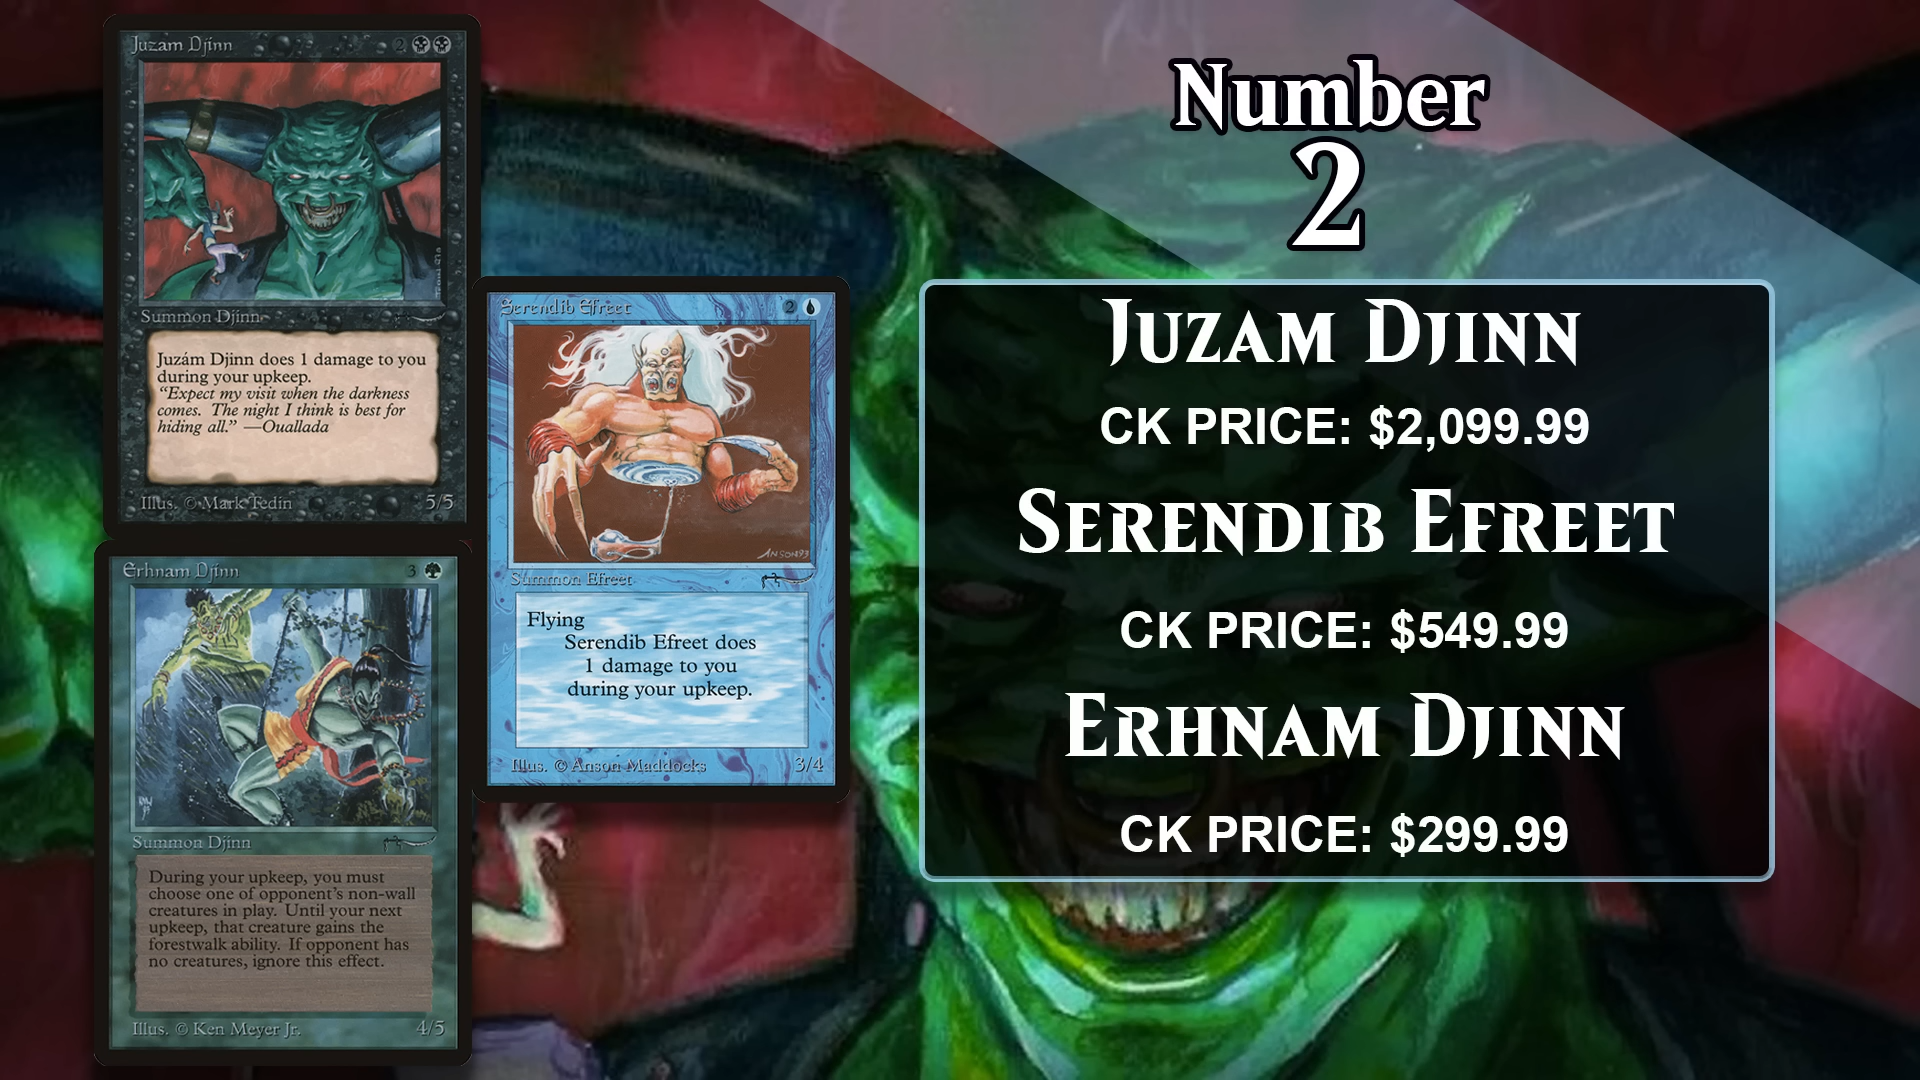 Juzam Djinn 2
Summon Djinn
Juzám Djinn does 1 damage to you
during your upkeep.
“Expect my visit when the darkness
comes. The night I think is best for
hiding all.” —Ouallada
Illus. © Mark Tedin 5/5
Erhnam Djinn 3
Summon Djinn
During your upkeep, you must
choose one of opponent's non-wall
creatures in play. Until your next
upkeep, that creature gains the
forestwalk ability. If opponent has
no creatures, ignore this effect.
Illus. © Ken Meyer Jr. 4/5
Serendib Efreet 2
ANSON93
Summon Efreet
Flying
Serendib Efreet does
1 damage to you
during your upkeep.
Illus. © Anson Maddocks 3/4
Number
2
JUZAM DJINN
CK PRICE: $2,099.99
SERENDIB EFREET
CK PRICE: $549.99
ERHNAM DJINN
CK PRICE: $299.99